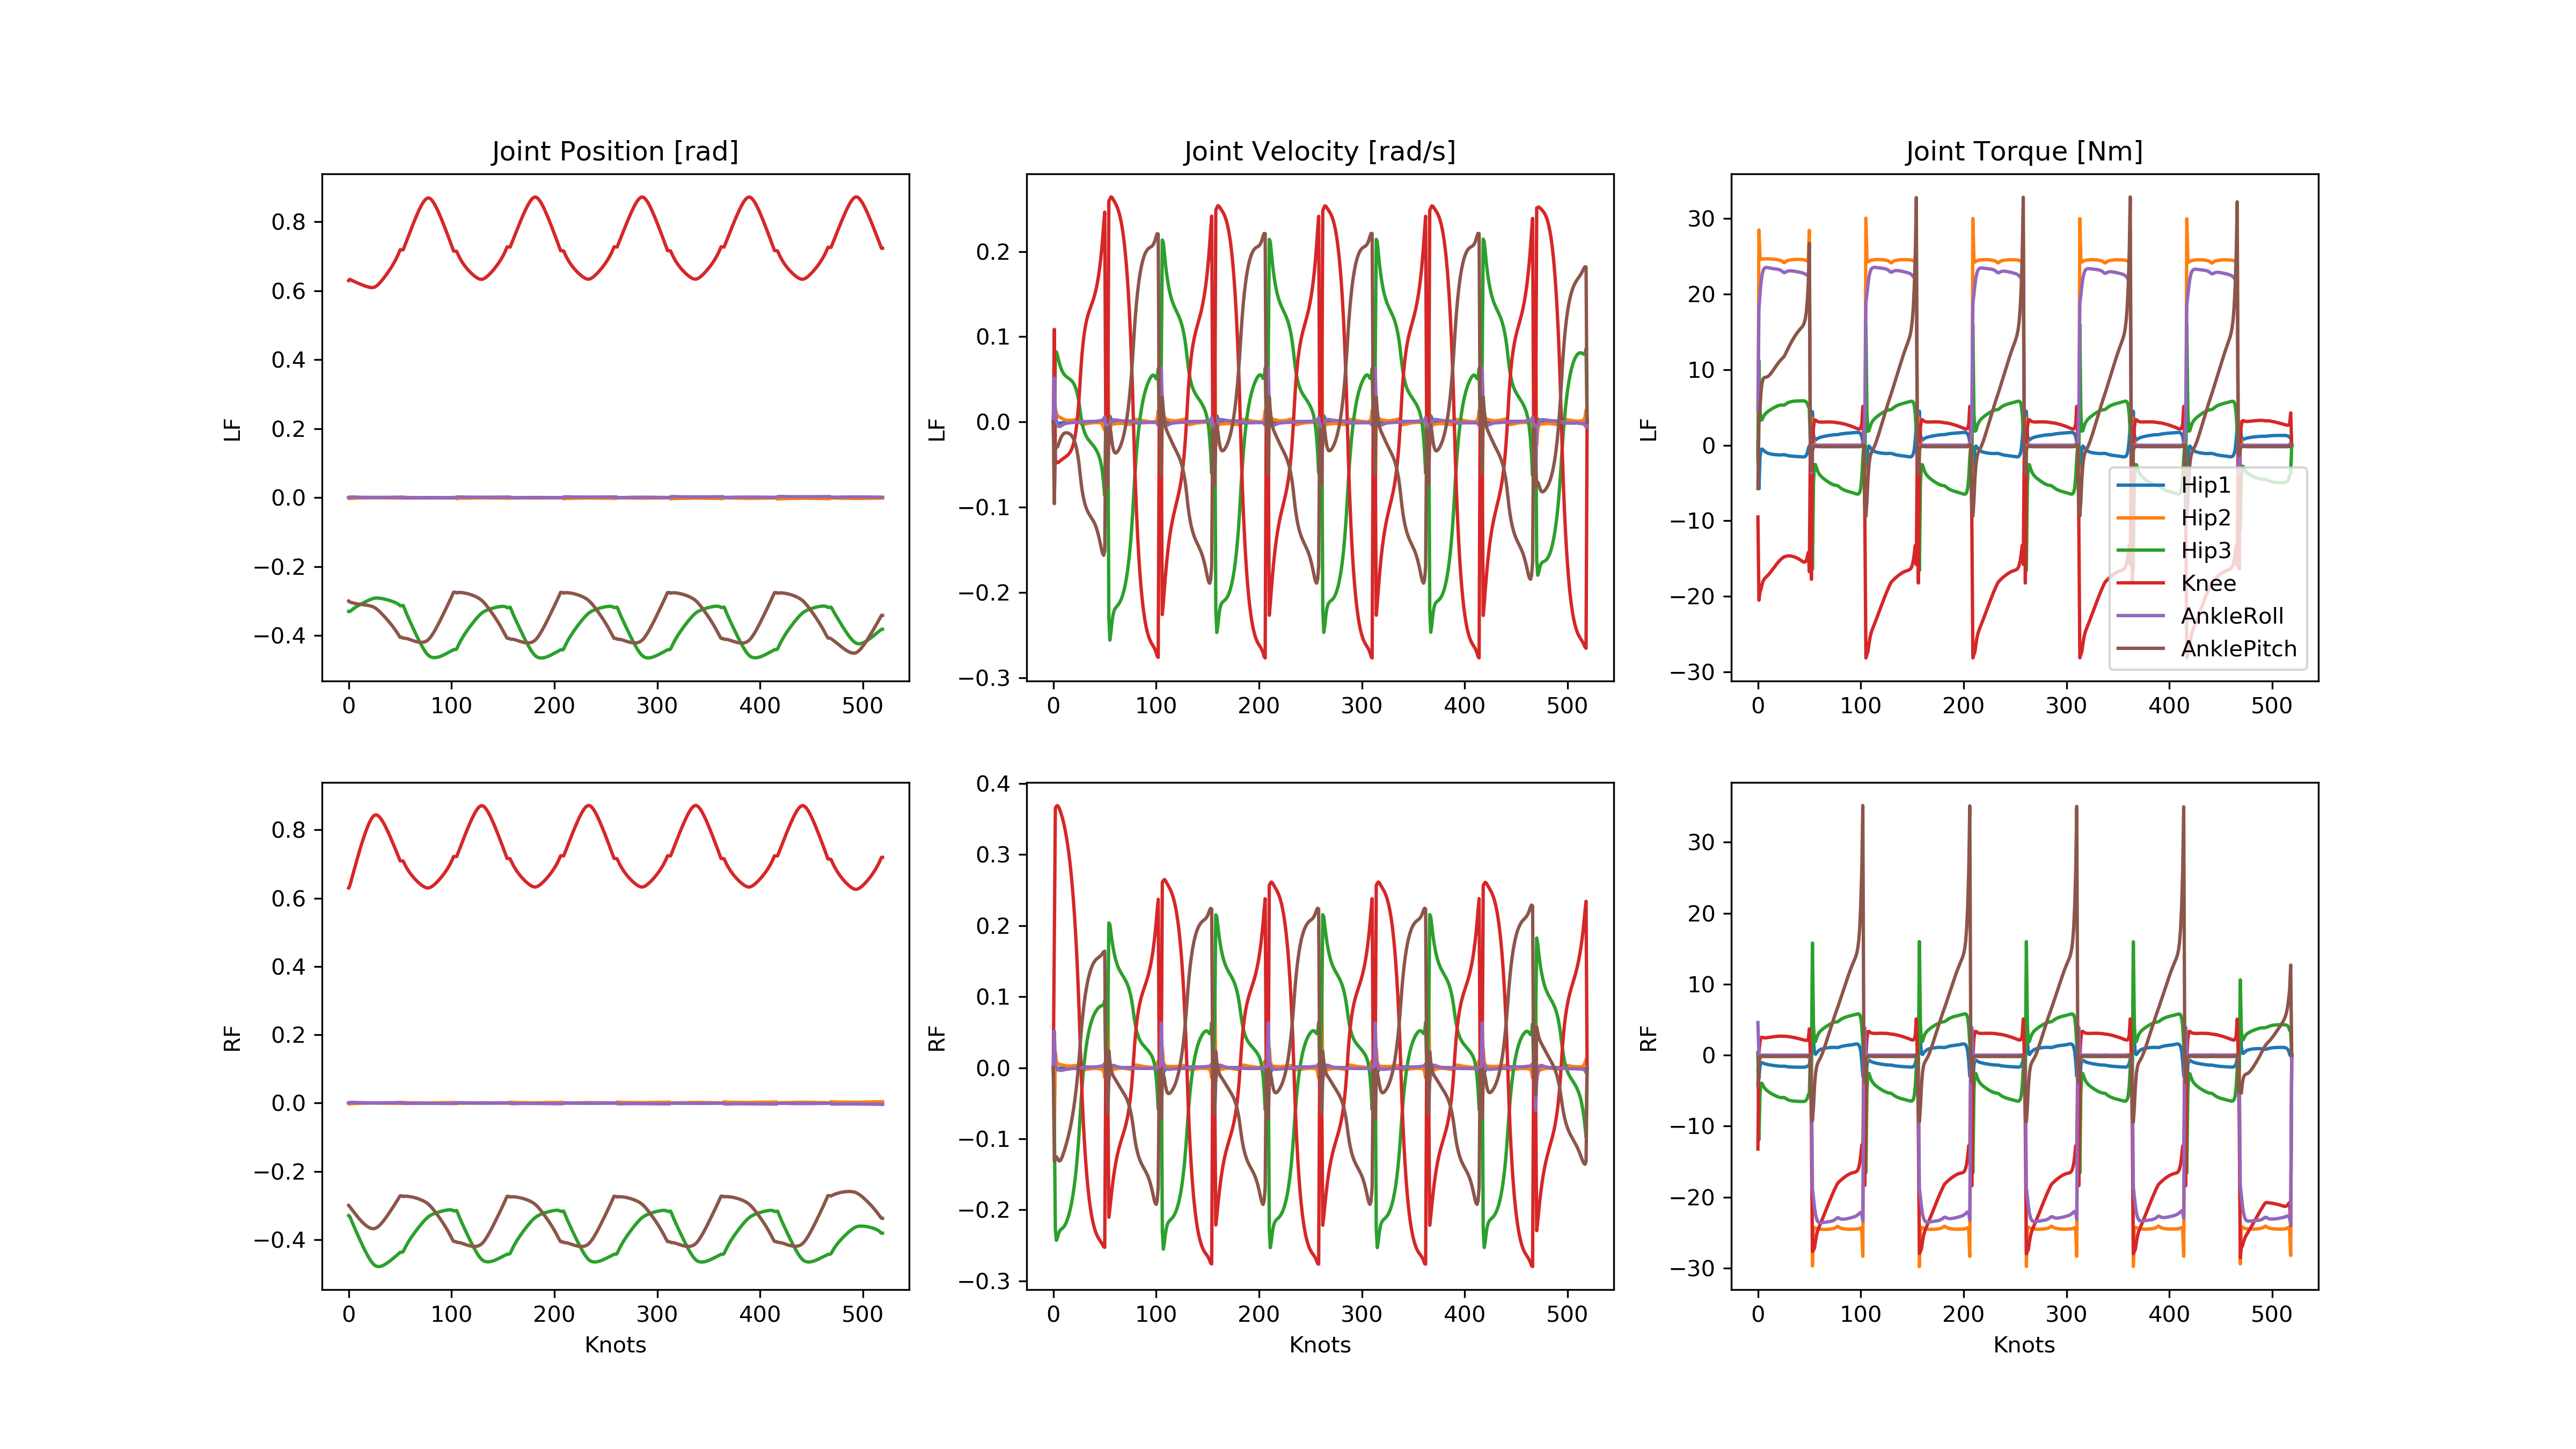 Joint Position [rad]
0.8
0.6
0.4
0.2
0.0
−0.2
−0.4
LF
0 100 200 300 400 500
Joint Velocity [rad/s]
0.2
0.1
0.0
−0.1
−0.2
−0.3
LF
0 100 200 300 400 500
Joint Torque [Nm]
30
20
10
0
−10
−20
−30
LF
0 100 200 300 400 500
Hip1
Hip2
Hip3
Knee
AnkleRoll
AnklePitch
0.8
0.6
0.4
0.2
0.0
−0.2
−0.4
RF
0 100 200 300 400 500
Knots
0.4
0.3
0.2
0.1
0.0
−0.1
−0.2
−0.3
RF
0 100 200 300 400 500
Knots
30
20
10
0
−10
−20
−30
RF
0 100 200 300 400 500
Knots